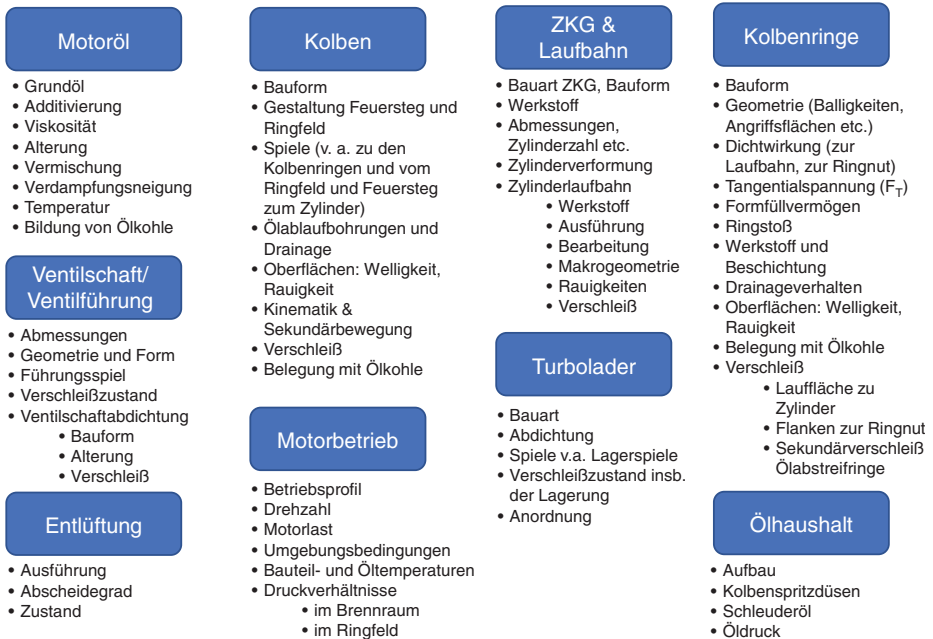 Motoröl
• Grundöl
• Additivierung
• Viskosität
• Alterung
• Vermischung
• Verdampfungsneigung
• Temperatur
• Bildung von Ölkohle
Ventilschaft/
Ventilführung
• Abmessungen
• Geometrie und Form
• Führungsspiel
• Verschleißzustand
• Ventilschaftabdichtung
• Bauform
• Alterung
• Verschleiß
Entlüftung
• Ausführung
• Abscheidegrad
• Zustand
Kolben
• Bauform
• Gestaltung Feuersteg und
Ringfeld
• Spiele (v. a. zu den
Kolbenringen und vom
Ringfeld und Feuersteg
zum Zylinder)
• Ölablaufbohrungen und
Drainage
• Oberflächen: Welligkeit,
Rauigkeit
• Kinematik &
Sekundärbewegung
• Verschleiß
• Belegung mit Ölkohle
Motorbetrieb
• Betriebsprofil
• Drehzahl
• Motorlast
• Umgebungsbedingungen
• Bauteil- und Öltemperaturen
• Druckverhältnisse
• im Brennraum
• im Ringfeld
ZKG &
Laufbahn
• Bauart ZKG, Bauform
• Werkstoff
• Abmessungen,
Zylinderzahl etc.
• Zylinderverformung
• Zylinderlaufbahn
• Werkstoff
• Ausführung
• Bearbeitung
• Makrogeometrie
• Rauigkeiten
• Verschleiß
Turbolader
• Bauart
• Abdichtung
• Spiele v.a. Lagerspiele
• Verschleißzustand insb.
der Lagerung
• Anordnung
Kolbenringe
• Bauform
• Geometrie (Balligkeiten,
Angriffsflächen etc.)
• Dichtwirkung (zur
Laufbahn, zur Ringnut)
• Tangentialspannung (F_T)
• Formfüllvermögen
• Ringstoß
• Werkstoff und
Beschichtung
• Drainageverhalten
• Oberflächen: Welligkeit,
Rauigkeit
• Belegung mit Ölkohle
• Verschleiß
• Lauffläche zu
Zylinder
• Flanken zur Ringnut
• Sekundärverschleiß
Ölabstreifringe
Ölhaushalt
• Aufbau
• Kolbenspritzdüsen
• Schleuderöl
• Öldruck